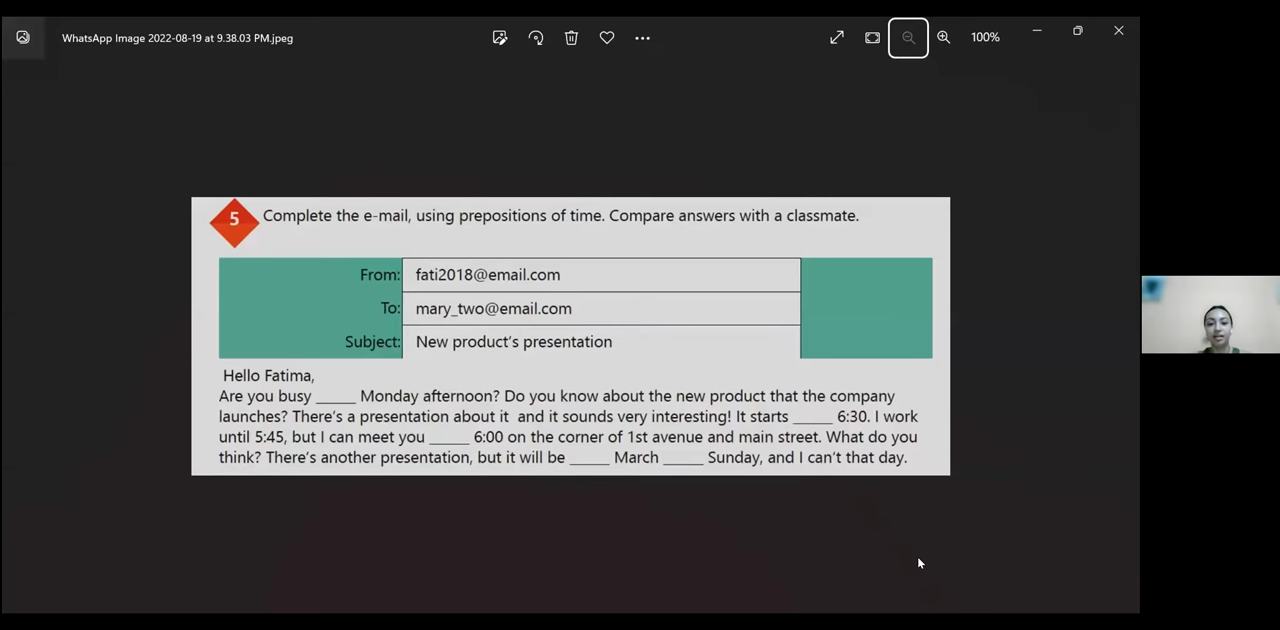 WhatsApp Image 2022-08-19 at 9.38.03 PM.jpeg
100%
5
Complete the e-mail, using prepositions of time. Compare answers with a classmate.
From: fati2018@email.com
To: mary_two@email.com
Subject: New product's presentation
Hello Fatima,
Are you busy _____ Monday afternoon? Do you know about the new product that the company
launches? There's a presentation about it and it sounds very interesting! It starts _____ 6:30. I work
until 5:45, but I can meet you _____ 6:00 on the corner of 1st avenue and main street. What do you
think? There's another presentation, but it will be _____ March _____ Sunday, and I can't that day.